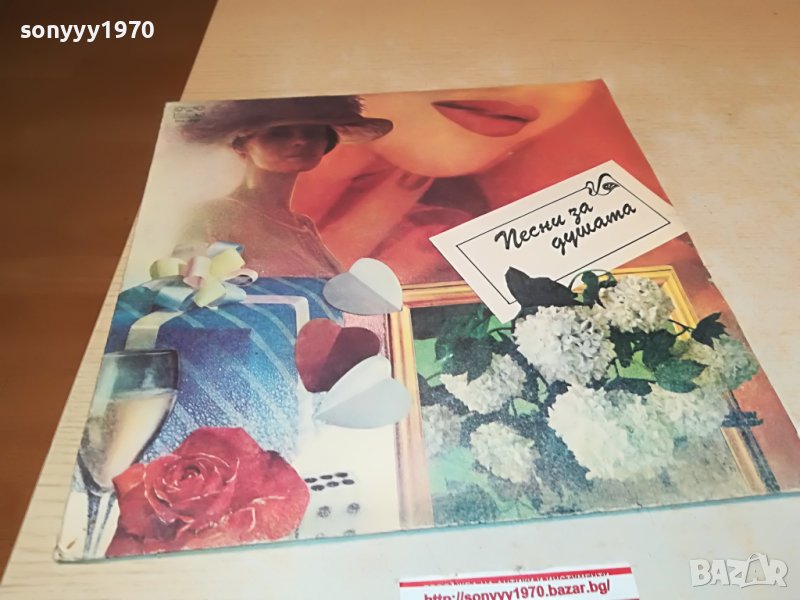 sonyyy1970
Песни за
душата
http://sonyyy1970.bazar.bg/
BAZAR